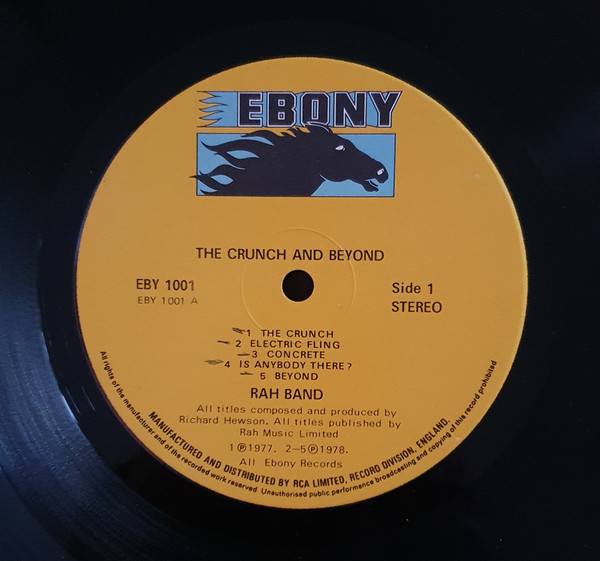 EBONY
THE CRUNCH AND BEYOND
EBY 1001
EBY 1001 A
Side 1
STEREO
1 THE CRUNCH
2 ELECTRIC FLING
3 CONCRETE
4 IS ANYBODY THERE?
5 BEYOND
RAH BAND
All titles composed and produced by
Richard Hewson. All titles published by
Rah Music Limited
1Ⓟ1977. 2–5Ⓟ1978.
All Ebony Records
MANUFACTURED AND DISTRIBUTED BY RCA LIMITED, RECORD DIVISION, ENGLAND.
All rights of the manufacturer and of the recorded work reserved Unauthorised public performance broadcasting and copying of this record prohibited